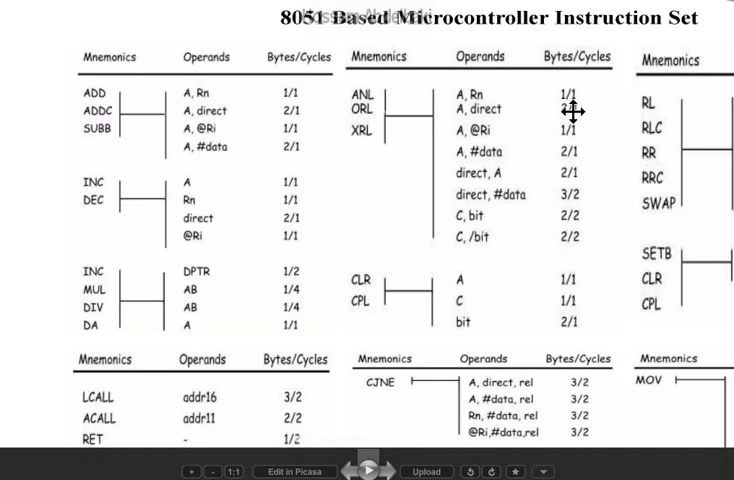 8051 Based Microcontroller Instruction Set
Mnemonics Operands Bytes/Cycles
ADD A, Rn 1/1
ADDC A, direct 2/1
SUBB A, @Ri 1/1
A, #data 2/1
INC A 1/1
DEC Rn 1/1
direct 2/1
@Ri 1/1
INC DPTR 1/2
MUL AB 1/4
DIV AB 1/4
DA A 1/1
Mnemonics Operands Bytes/Cycles
ANL A, Rn 1/1
ORL A, direct
XRL A, @Ri 1/1
A, #data 2/1
direct, A 2/1
direct, #data 3/2
C, bit 2/2
C, /bit 2/2
CLR A 1/1
CPL C 1/1
bit 2/1
Mnemonics
RL
RLC
RR
RRC
SWAP
SETB
CLR
CPL
Mnemonics Operands Bytes/Cycles
LCALL addr16 3/2
ACALL addr11 2/2
RET - 1/2
Mnemonics Operands Bytes/Cycles
CJNE A, direct, rel 3/2
A, #data, rel 3/2
Rn, #data, rel 3/2
@Ri,#data,rel 3/2
Mnemonics
MOV
+ - 1:1 Edit in Picasa Upload